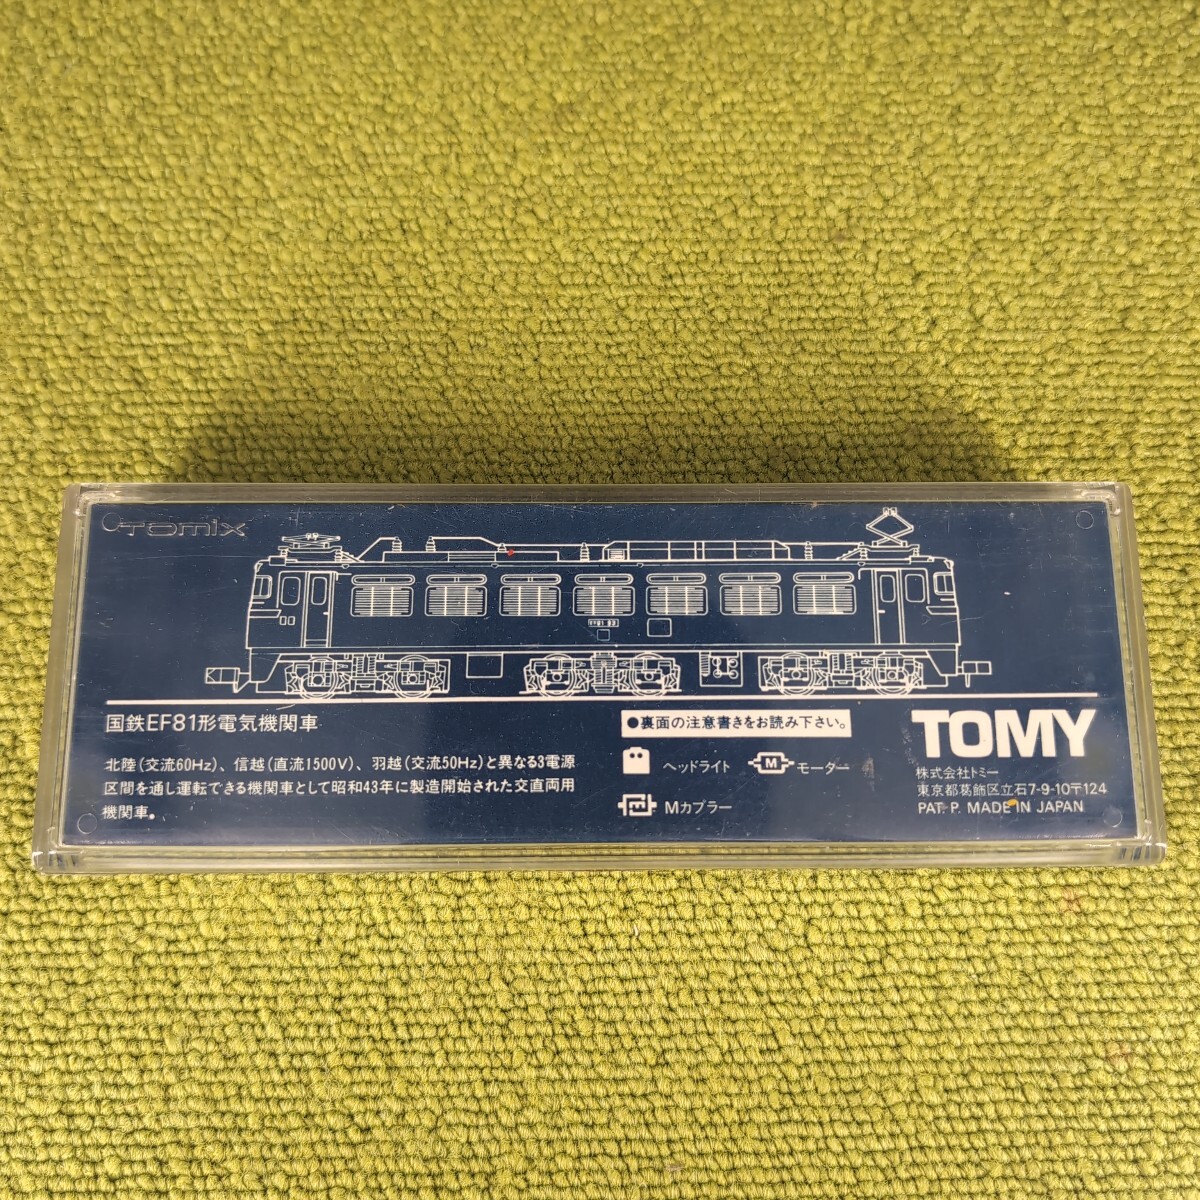 TOMIX
EF81 83
国鉄EF81形電気機関車
北陸(交流60Hz)、信越(直流1500V)、羽越(交流50Hz)と異なる3電源
区間を通し運転できる機関車として昭和43年に製造開始された交直両用
機関車。
●裏面の注意書きをお読み下さい。
ヘッドライト
M モーター
Mカプラー
TOMY
株式会社トミー
東京都葛飾区立石7-9-10〒124
PAT. P. MADE IN JAPAN